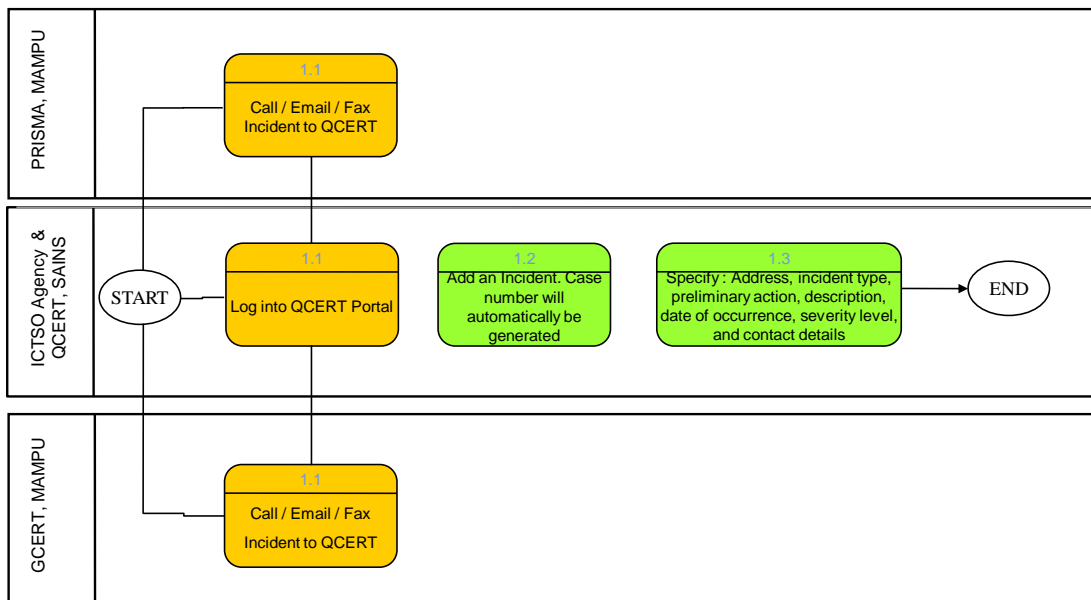 PRISMA, MAMPU
1.1
Call / Email / Fax
Incident to QCERT
ICTSO Agency &
QCERT, SAINS
START
1.1
Log into QCERT Portal
1.2
Add an Incident. Case
number will
automatically be
generated
1.3
Specify : Address, incident type,
preliminary action, description,
date of occurrence, severity level,
and contact details
END
GCERT, MAMPU
1.1
Call / Email / Fax
Incident to QCERT